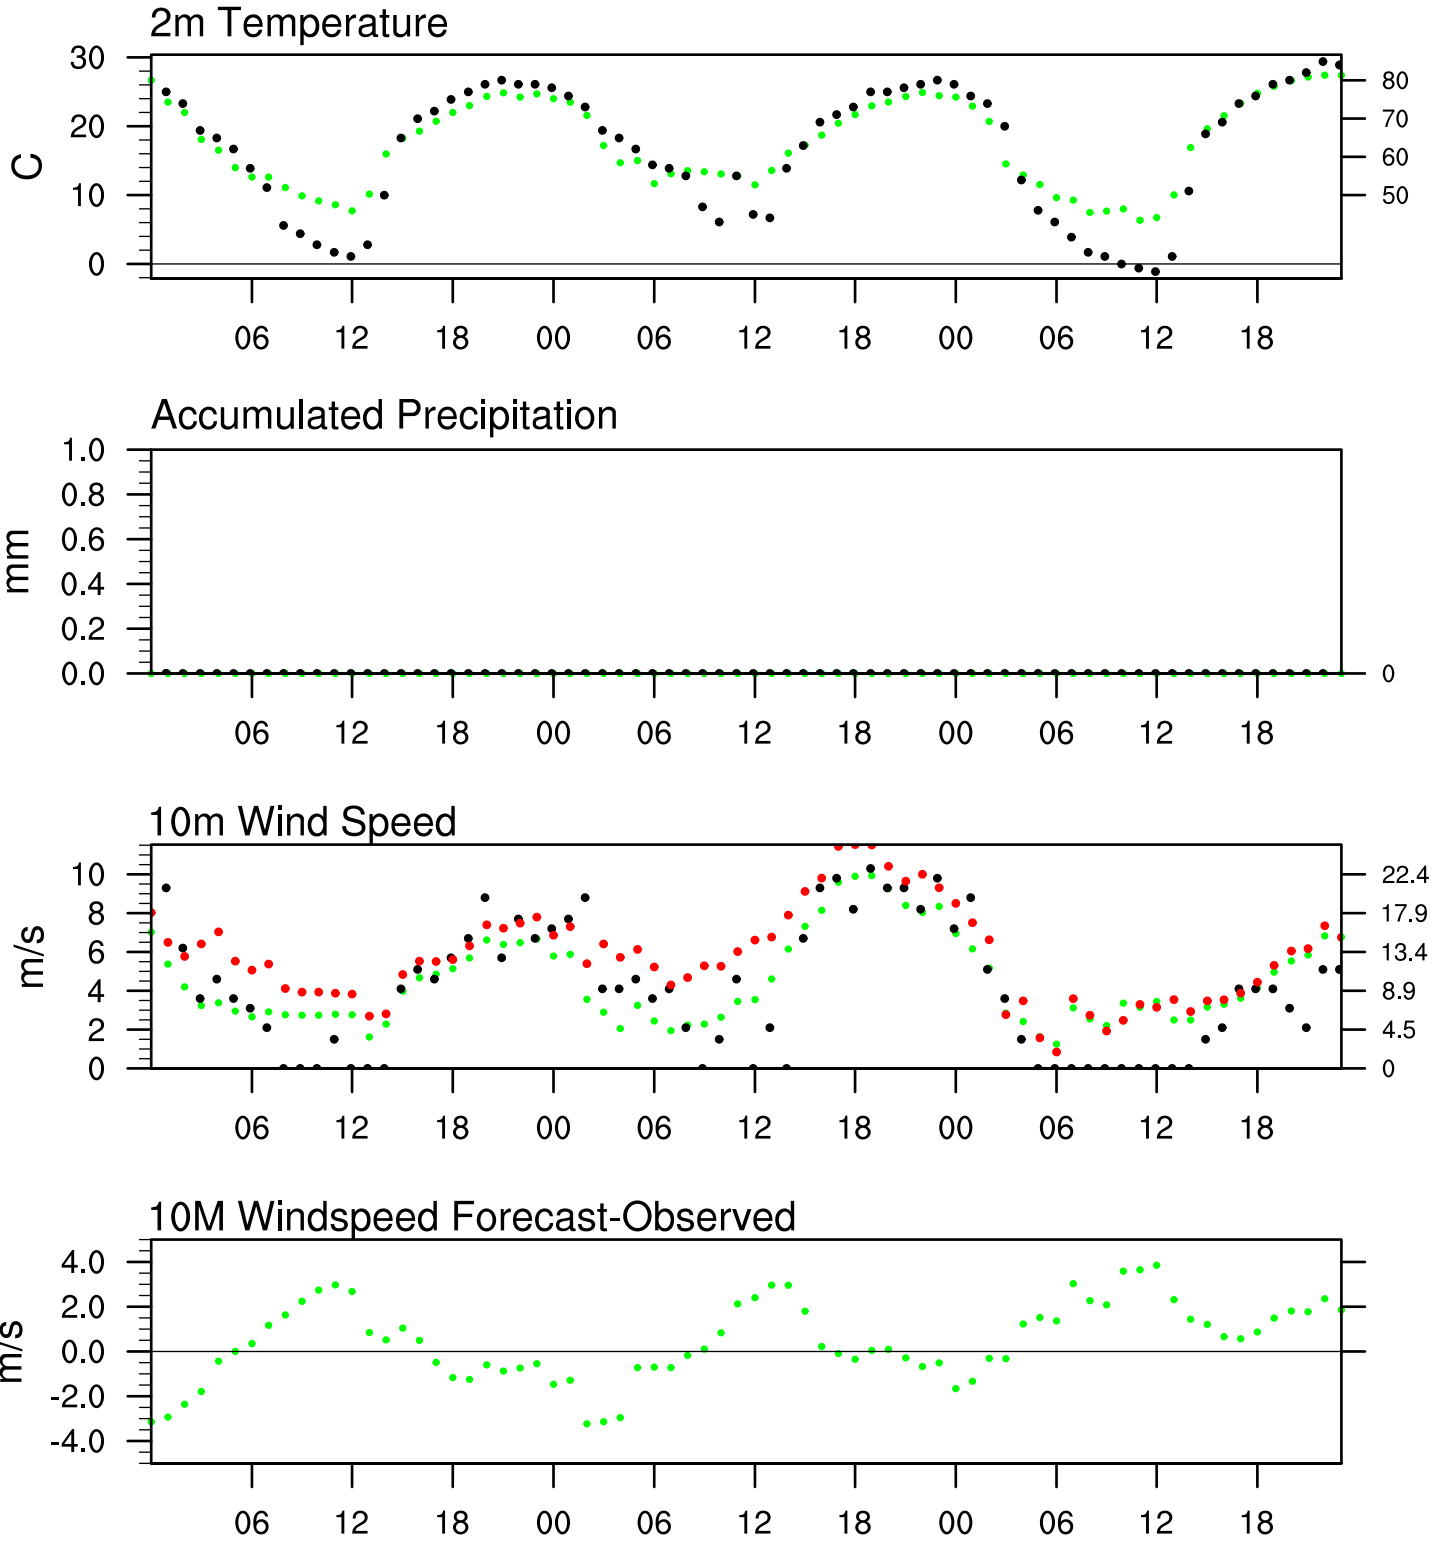 2m Temperature
30
20
10
0
C
80
70
60
50
06 12 18 00 06 12 18 00 06 12 18
Accumulated Precipitation
1.0
0.8
0.6
0.4
0.2
0.0
mm
0
06 12 18 00 06 12 18 00 06 12 18
10m Wind Speed
10
8
6
4
2
0
m/s
22.4
17.9
13.4
8.9
4.5
0
06 12 18 00 06 12 18 00 06 12 18
10M Windspeed Forecast-Observed
4.0
2.0
0.0
-2.0
-4.0
m/s
06 12 18 00 06 12 18 00 06 12 18